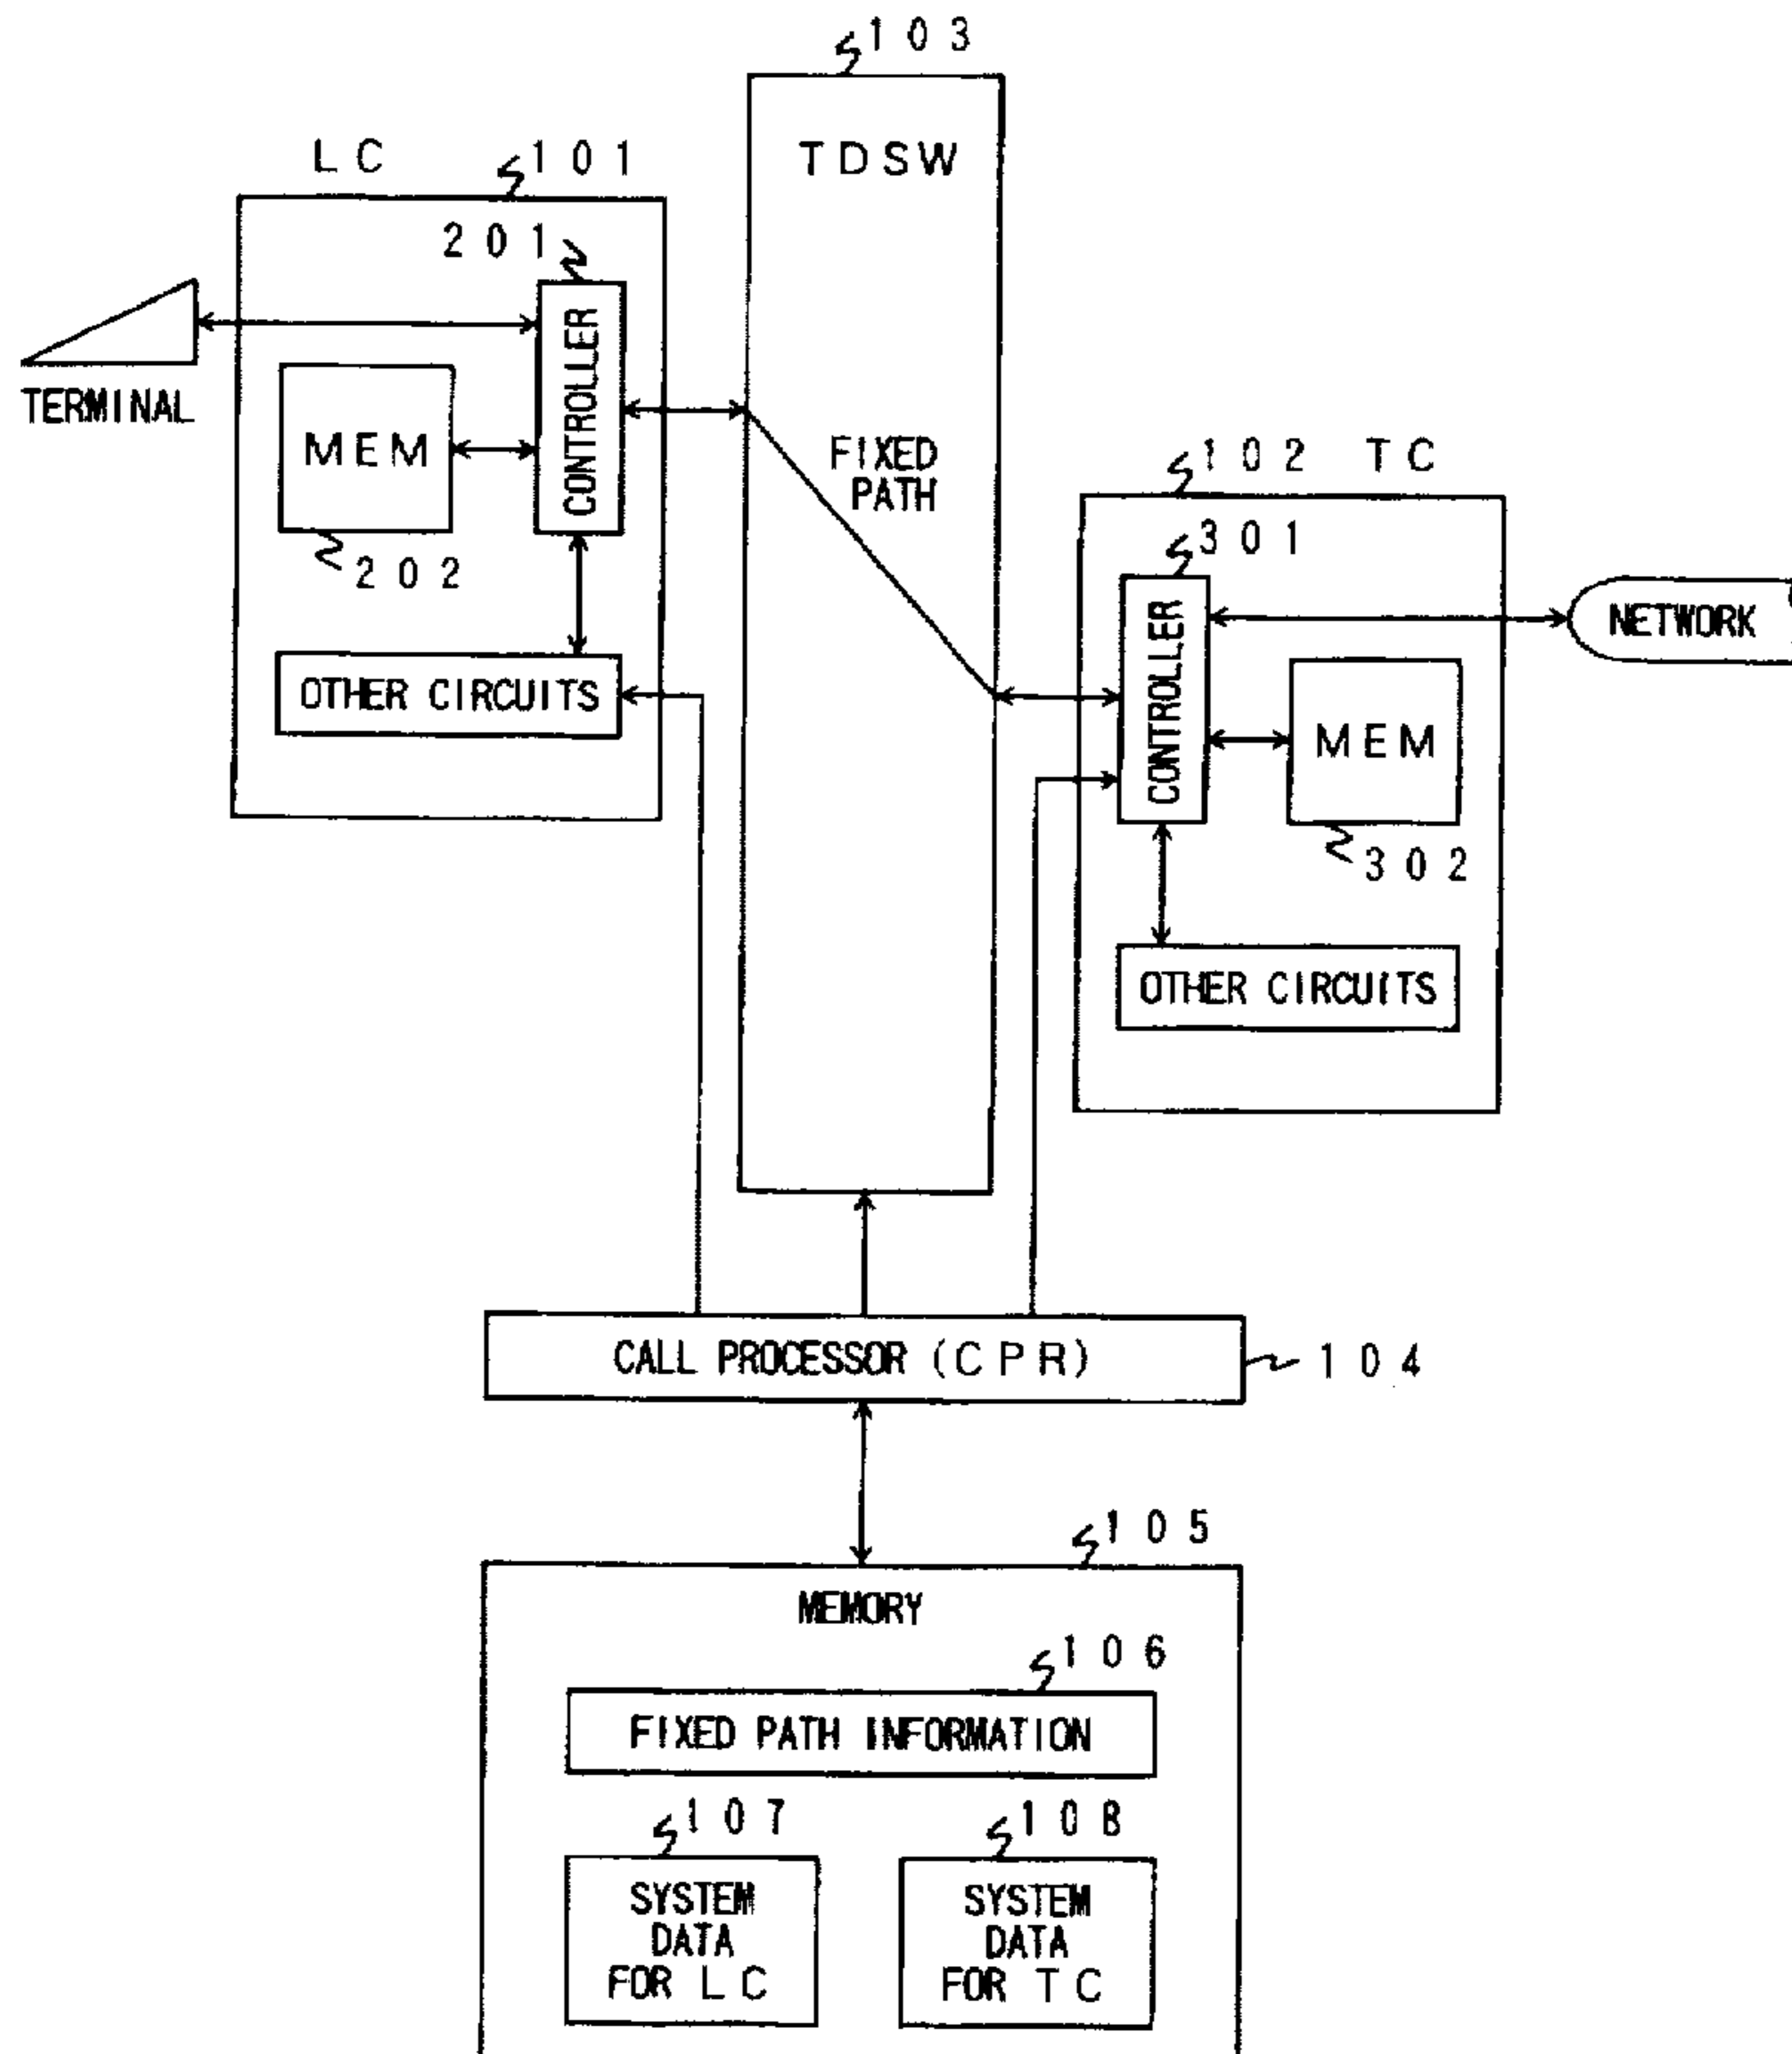 103
TDSW
LC
101
201
CONTROLLER
TERMINAL
MEM
202
OTHER CIRCUITS
FIXED
PATH
102 TC
301
CONTROLLER
NETWORK
MEM
302
OTHER CIRCUITS
CALL PROCESSOR (CPR)
104
105
MEMORY
106
FIXED PATH INFORMATION
107
SYSTEM
DATA
FOR LC
108
SYSTEM
DATA
FOR TC